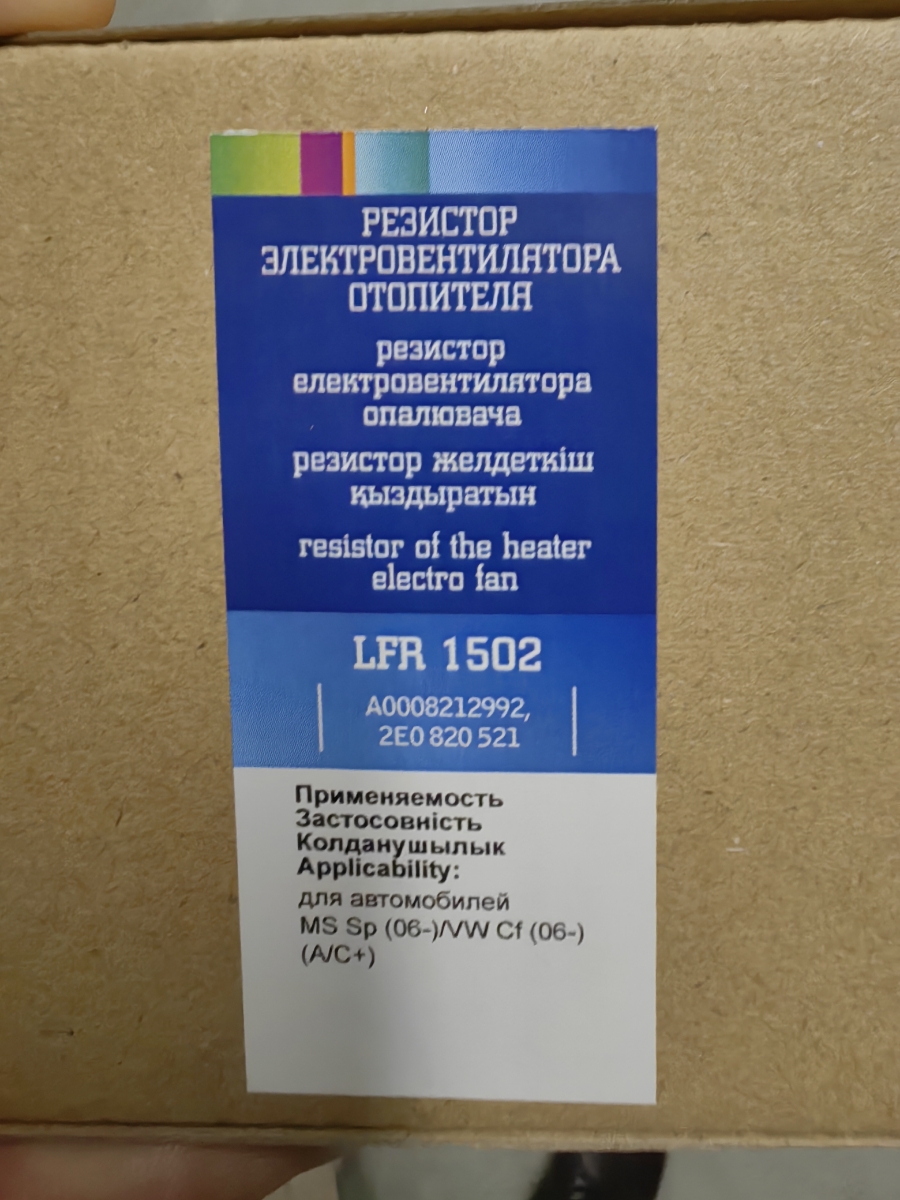 РЕЗИСТОР
ЭЛЕКТРОВЕНТИЛЯТОРА
ОТОПИТЕЛЯ
резистор
електровентилятора
опалювача
резистор желдеткіш
қыздыратын
resistor of the heater
electro fan
LFR 1502
A0008212992,
2E0 820 521
Применяемость
Застосовність
Колданушылык
Applicability:
для автомобилей
MS Sp (06-)/VW Cf (06-)
(A/C+)